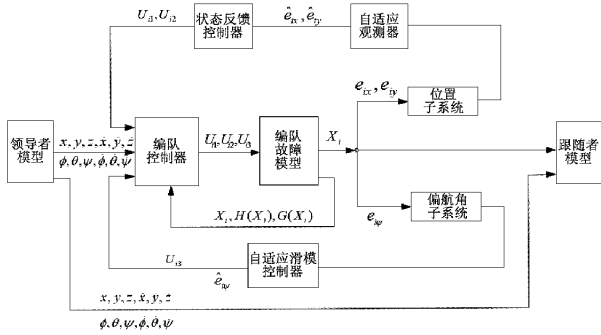 U_{i1}, U_{i2}
状态反馈
控制器
ê_{ix}, ê_{iy}
自适应
观测器
e_{ix}, e_{iy}
位置
子系统
领导者
模型
x, y, z, ẋ, ẏ, ż
ϕ, θ, ψ, ϕ̇, θ̇, ψ̇
编队
控制器
U_{i1}, U_{i2}, U_{i3}
编队
故障
模型
X_i
跟随者
模型
X_i, H(X_i), G(X_i)
e_{iψ}
偏航角
子系统
U_{i3}
ê_{iψ}
自适应滑模
控制器
x, y, z, ẋ, ẏ, ż
ϕ, θ, ψ, ϕ̇, θ̇, ψ̇